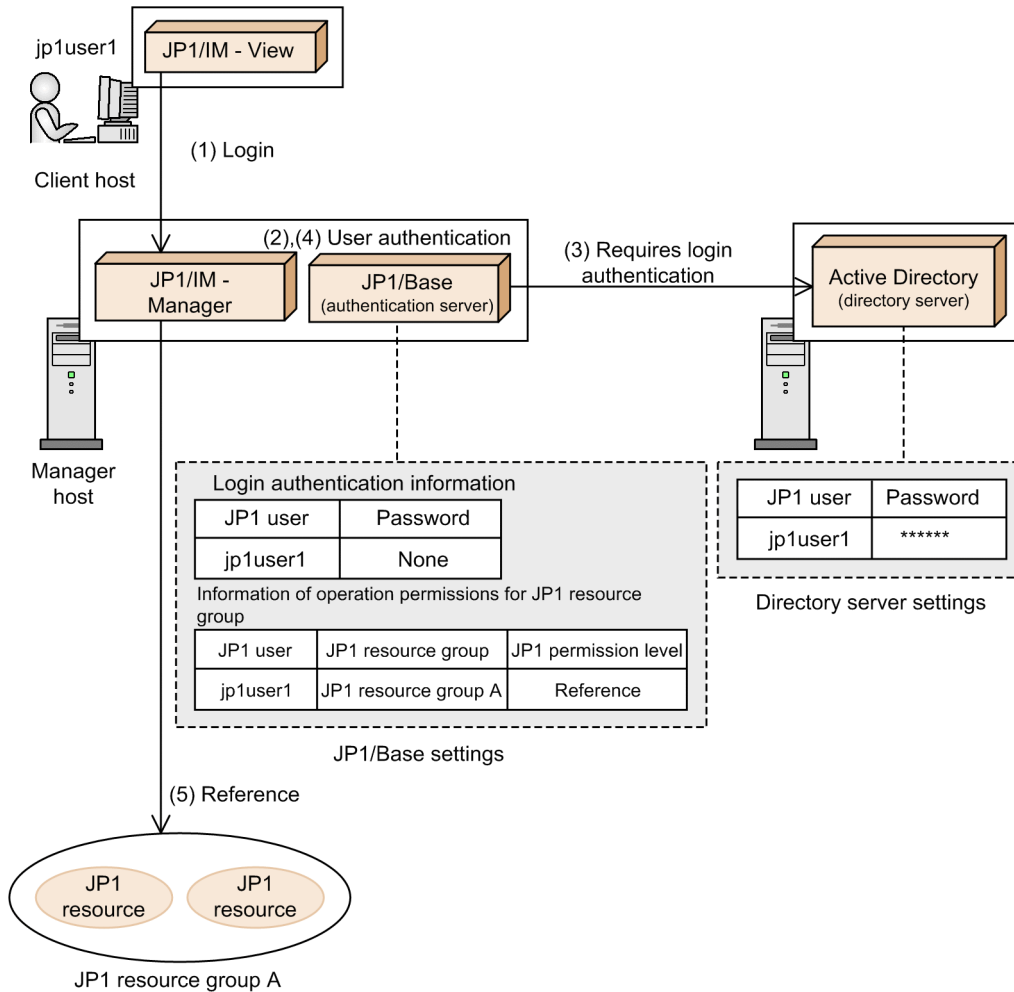 jp1user1
JP1/IM - View
(1) Login
Client host
(2),(4) User authentication
(3) Requires login
authentication
JP1/IM -
Manager
JP1/Base
(authentication server)
Active Directory
(directory server)
Manager
host
Login authentication information
JP1 user
Password
jp1user1
None
Information of operation permissions for JP1 resource
group
JP1 user
JP1 resource group
JP1 permission level
jp1user1
JP1 resource group A
Reference
JP1/Base settings
JP1 user
Password
jp1user1
******
Directory server settings
(5) Reference
JP1
resource
JP1
resource
JP1 resource group A